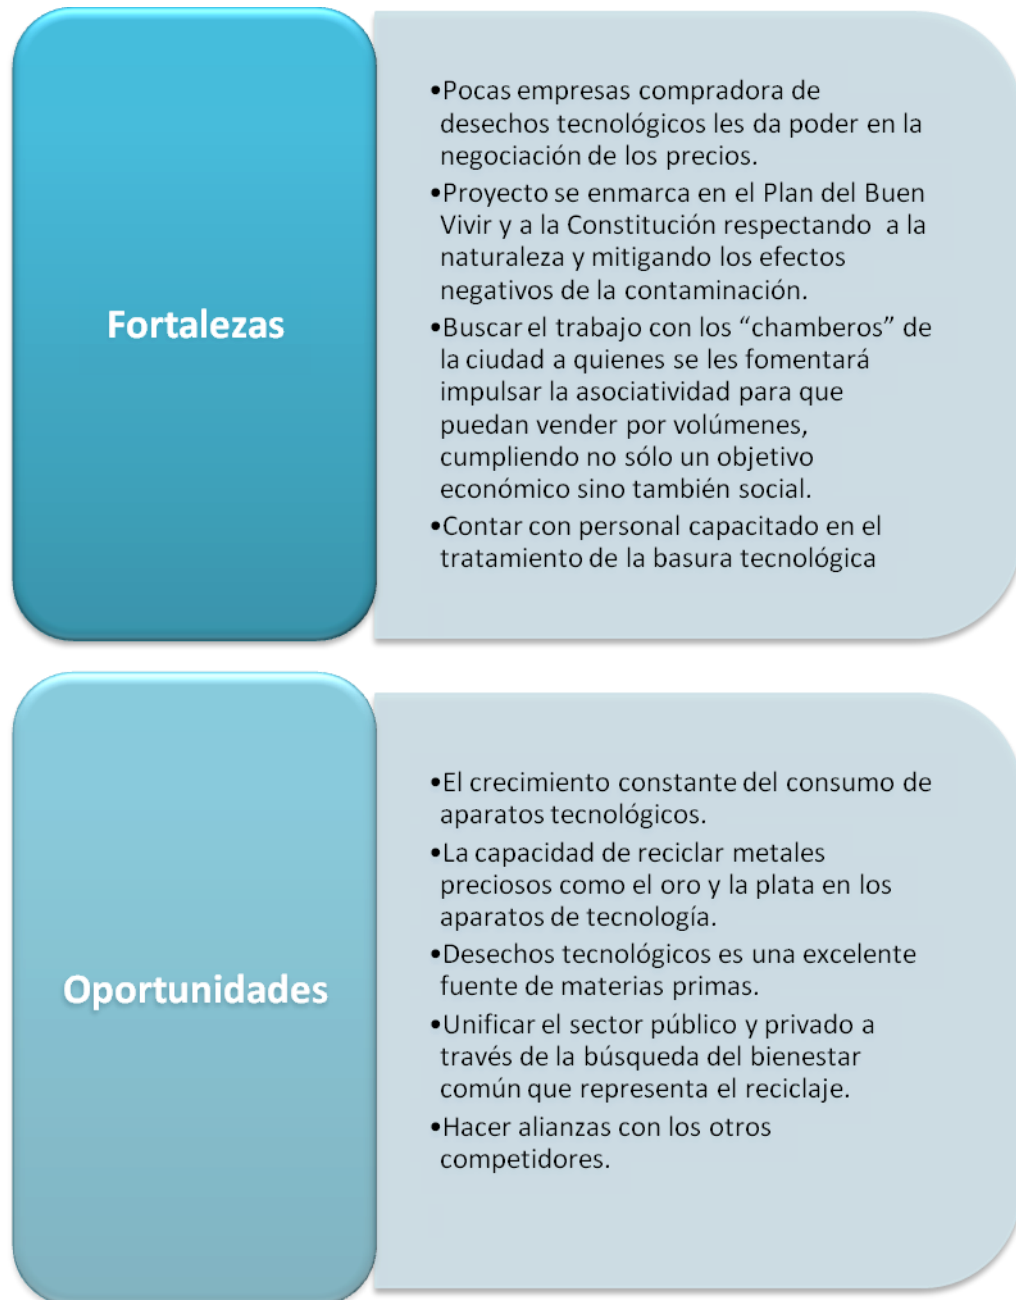 Fortalezas
•Pocas empresas compradora de
desechos tecnológicos les da poder en la
negociación de los precios.
•Proyecto se enmarca en el Plan del Buen
Vivir y a la Constitución respectando a la
naturaleza y mitigando los efectos
negativos de la contaminación.
•Buscar el trabajo con los “chamberos” de
la ciudad a quienes se les fomentará
impulsar la asociatividad para que
puedan vender por volúmenes,
cumpliendo no sólo un objetivo
económico sino también social.
•Contar con personal capacitado en el
tratamiento de la basura tecnológica
Oportunidades
•El crecimiento constante del consumo de
aparatos tecnológicos.
•La capacidad de reciclar metales
preciosos como el oro y la plata en los
aparatos de tecnología.
•Desechos tecnológicos es una excelente
fuente de materias primas.
•Unificar el sector público y privado a
través de la búsqueda del bienestar
común que representa el reciclaje.
•Hacer alianzas con los otros
competidores.